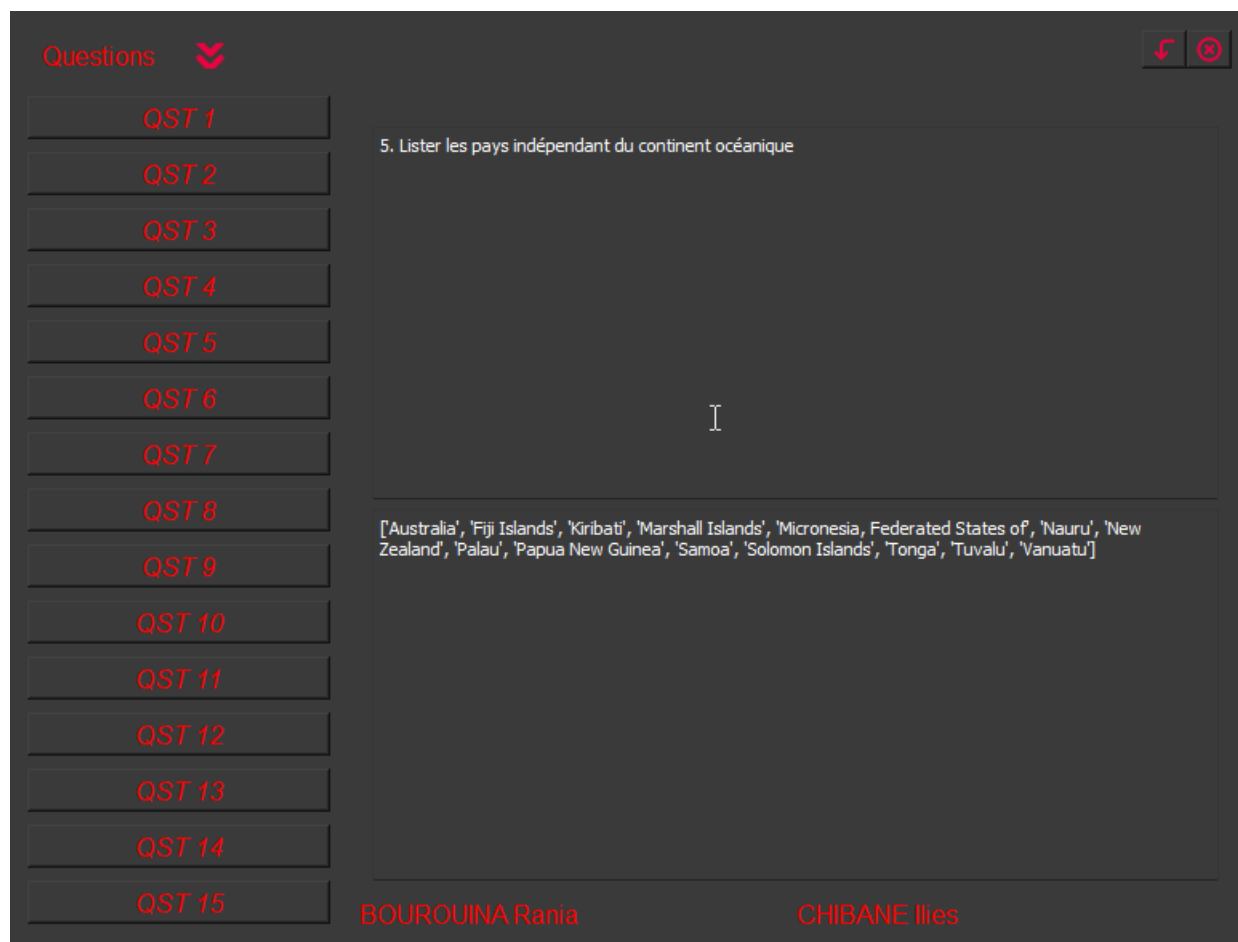 Questions
QST 1
QST 2
QST 3
QST 4
QST 5
QST 6
QST 7
QST 8
QST 9
QST 10
QST 11
QST 12
QST 13
QST 14
QST 15
5. Lister les pays indépendant du continent océanique
['Australia', 'Fiji Islands', 'Kiribati', 'Marshall Islands', 'Micronesia, Federated States of', 'Nauru', 'New
Zealand', 'Palau', 'Papua New Guinea', 'Samoa', 'Solomon Islands', 'Tonga', 'Tuvalu', 'Vanuatu']
BOUROUINA Rania
CHIBANE Ilies